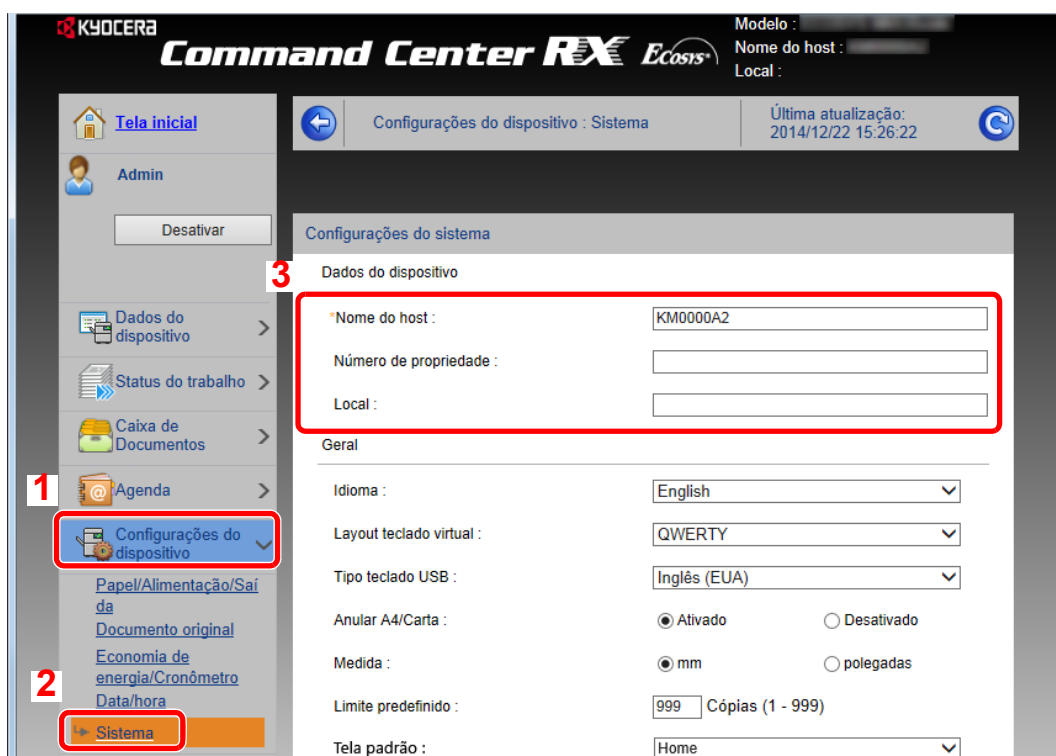 KYOCERA
Command Center RX Ecosys
Modelo :
Nome do host :
Local :
Tela inicial
Admin
Desativar
Configurações do dispositivo : Sistema
Última atualização:
2014/12/22 15:26:22
Dados do
dispositivo
Status do trabalho
Caixa de
Documentos
1
Agenda
Configurações do
dispositivo
Papel/Alimentação/Saí
da
Documento original
Economia de
energia/Cronômetro
2
Data/hora
Sistema
Configurações do sistema
3
Dados do dispositivo
*Nome do host : KM0000A2
Número de propriedade :
Local :
Geral
Idioma : English
Layout teclado virtual : QWERTY
Tipo teclado USB : Inglês (EUA)
Anular A4/Carta : Ativado Desativado
Medida : mm polegadas
Limite predefinido : 999 Cópias (1 - 999)
Tela padrão : Home